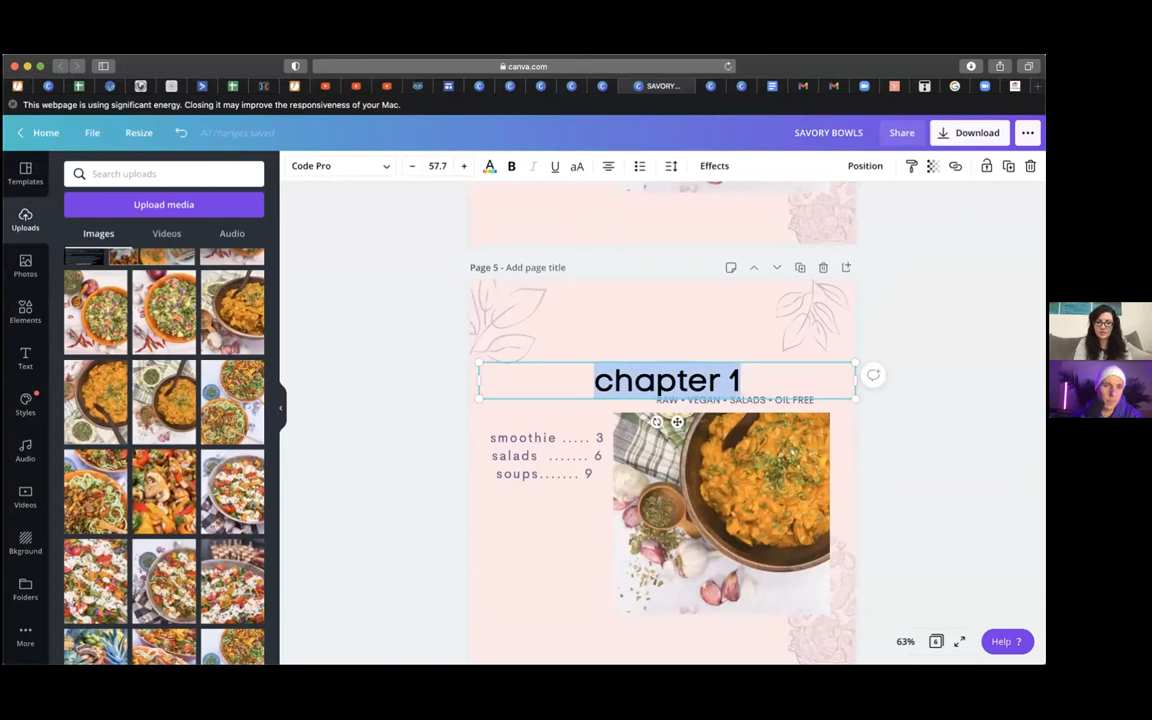 canva.com
SAVORY...
This webpage is using significant energy. Closing it may improve the responsiveness of your Mac.
Home File Resize All changes saved SAVORY BOWLS Share Download
Templates
Search uploads
Code Pro 57.7 B U aA Effects Position
Uploads
Upload media
Images Videos Audio
Photos
Page 5 - Add page title
Elements
Text
Styles
chapter 1
RAW • VEGAN • SALADS • OIL FREE
Audio
smoothie ..... 3
salads ....... 6
soups....... 9
Videos
Bkground
Folders
More
63% 6 Help ?